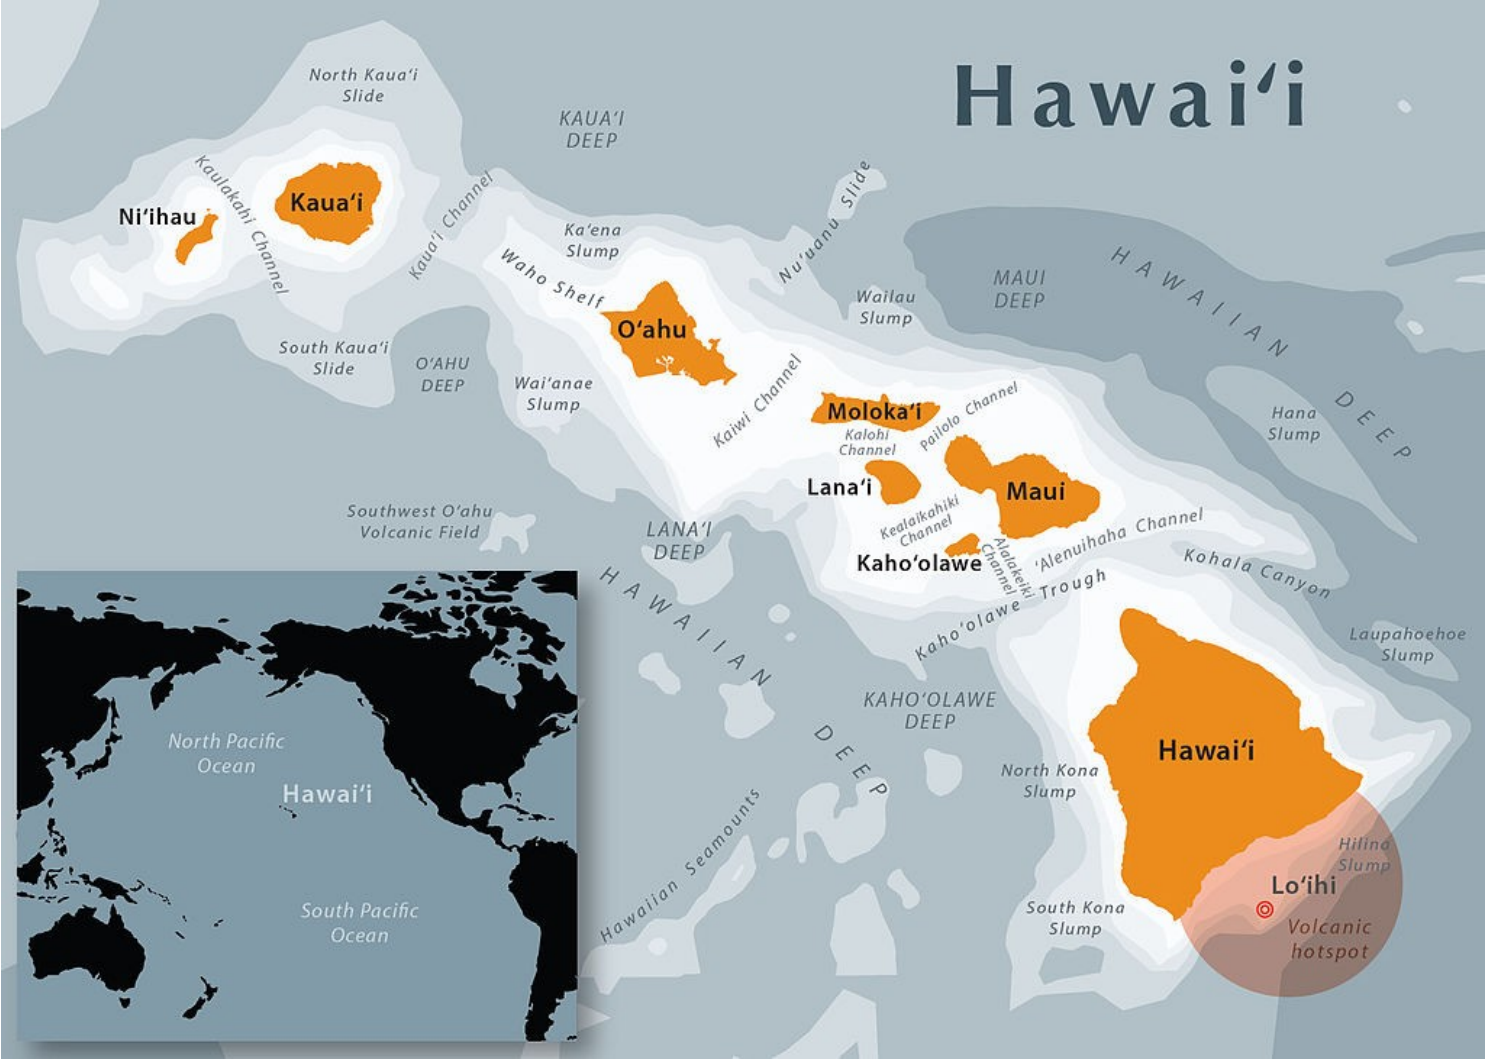 Hawaiʻi
North Kauaʻi
Slide
KAUAʻI
DEEP
Kaulakahi Channel
Kauaʻi
Niʻihau
Kauaʻi Channel
Kaʻena
Slump
Nuʻuanu Slide
Waho Shelf
MAUI
DEEP
HAWAIIAN DEEP
Wailau
Slump
Oʻahu
South Kauaʻi
Slide
OʻAHU
DEEP
Waiʻanae
Slump
Kaiwi Channel
Molokaʻi
Pailolo Channel
Kalohi
Channel
Hana
Slump
Lanaʻi
Maui
Kealaikahiki
Channel
Southwest Oʻahu
Volcanic Field
LANAʻI
DEEP
Kahoʻolawe
Alalakeiki
Channel
ʻAlenuihaha Channel
Kohala Canyon
Kahoʻolawe Trough
HAWAIIAN DEEP
Laupahoehoe
Slump
KAHOʻOLAWE
DEEP
Hawaiʻi
North Kona
Slump
Hawaiian Seamounts
Hilina
Slump
Loʻihi
South Kona
Slump
Volcanic
hotspot
North Pacific
Ocean
Hawaiʻi
South Pacific
Ocean